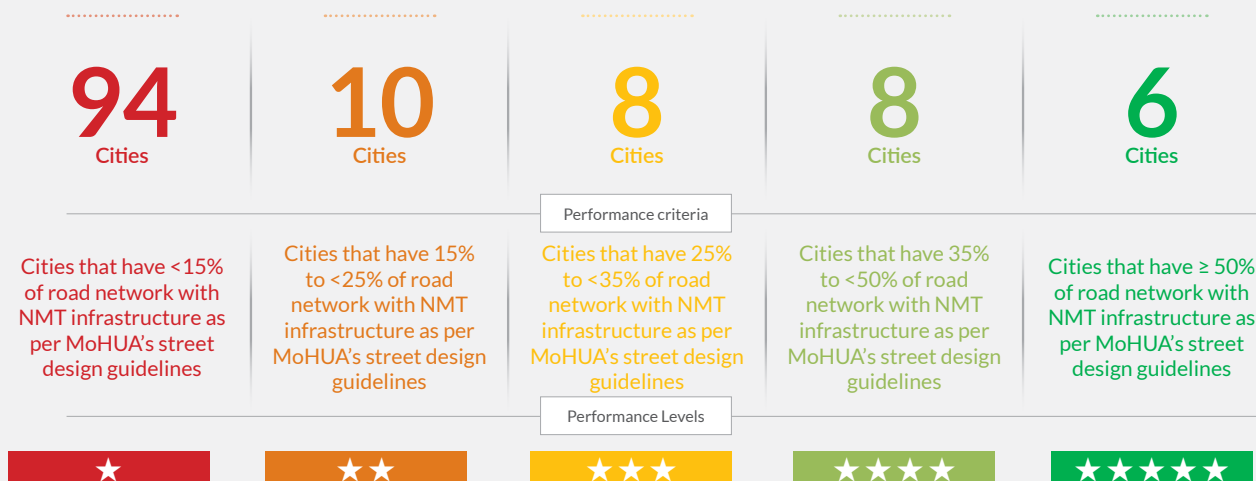 94
Cities
10
Cities
8
Cities
8
Cities
6
Cities
Performance criteria
Cities that have <15%
of road network with
NMT infrastructure as
per MoHUA's street
design guidelines
Cities that have 15%
to <25% of road
network with NMT
infrastructure as per
MoHUA's street design
guidelines
Cities that have 25%
to <35% of road
network with NMT
infrastructure as per
MoHUA's street design
guidelines
Cities that have 35%
to <50% of road
network with NMT
infrastructure as per
MoHUA's street design
guidelines
Cities that have ≥ 50%
of road network with
NMT infrastructure as
per MoHUA's street
design guidelines
Performance Levels